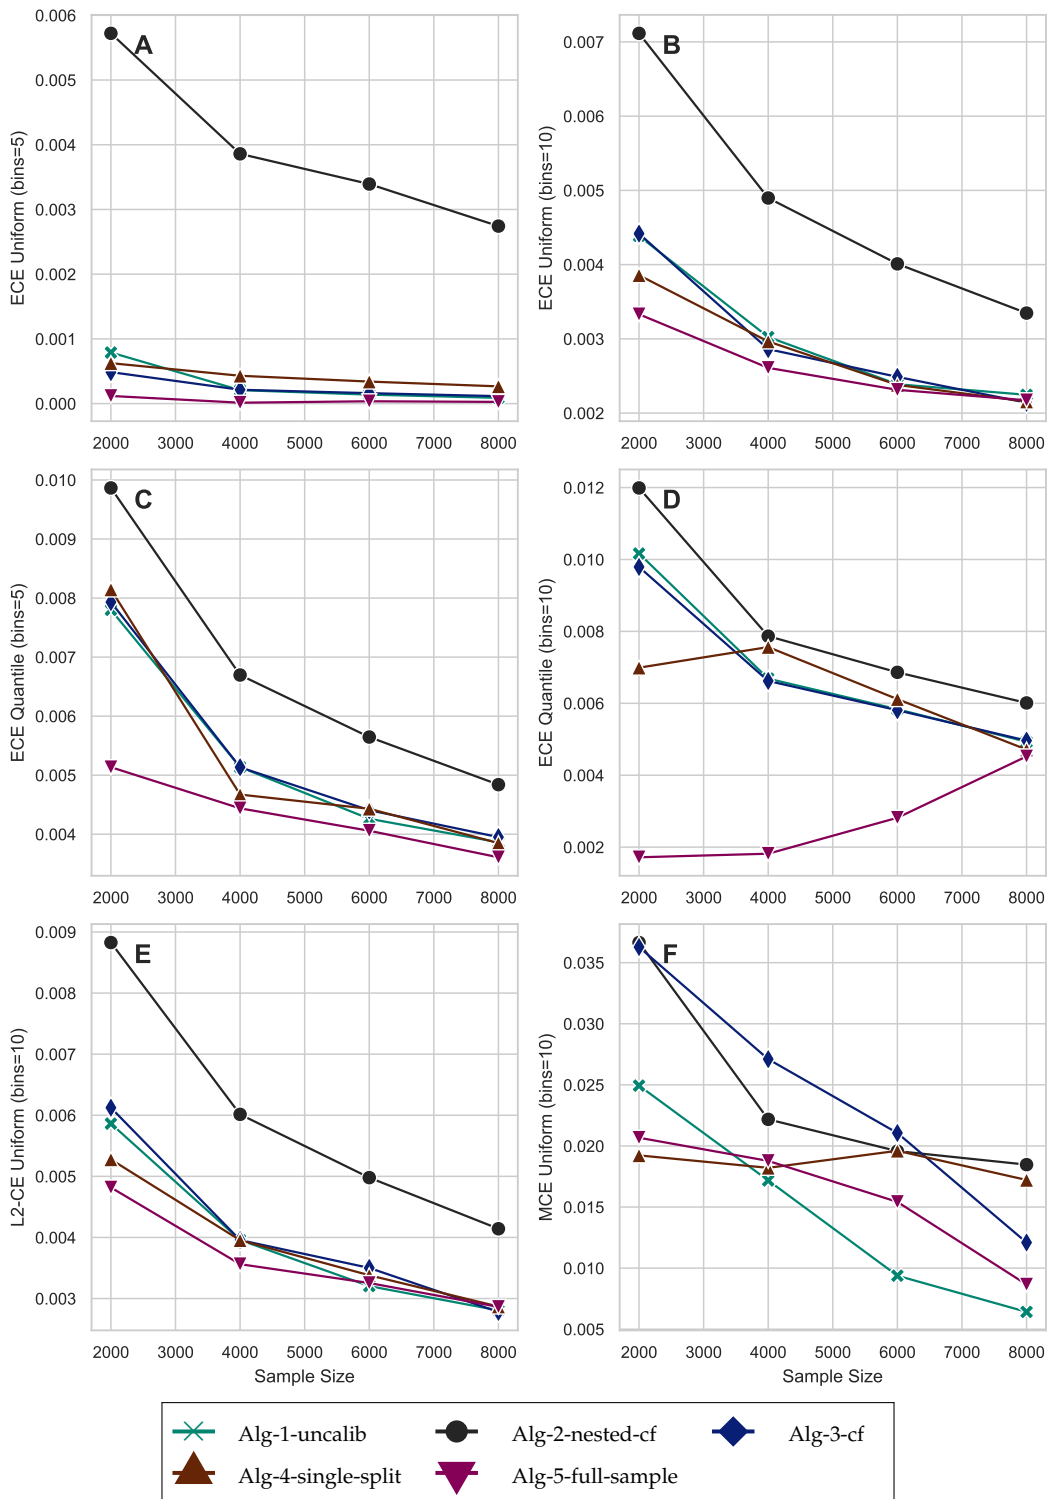 A
ECE Uniform (bins=5)
0.006
0.005
0.004
0.003
0.002
0.001
0.000
2000 3000 4000 5000 6000 7000 8000
B
ECE Uniform (bins=10)
0.007
0.006
0.005
0.004
0.003
0.002
2000 3000 4000 5000 6000 7000 8000
C
ECE Quantile (bins=5)
0.010
0.009
0.008
0.007
0.006
0.005
0.004
2000 3000 4000 5000 6000 7000 8000
D
ECE Quantile (bins=10)
0.012
0.010
0.008
0.006
0.004
0.002
2000 3000 4000 5000 6000 7000 8000
E
L2-CE Uniform (bins=10)
0.009
0.008
0.007
0.006
0.005
0.004
0.003
2000 3000 4000 5000 6000 7000 8000
Sample Size
F
MCE Uniform (bins=10)
0.035
0.030
0.025
0.020
0.015
0.010
0.005
2000 3000 4000 5000 6000 7000 8000
Sample Size
Alg-1-uncalib Alg-2-nested-cf Alg-3-cf
Alg-4-single-split Alg-5-full-sample